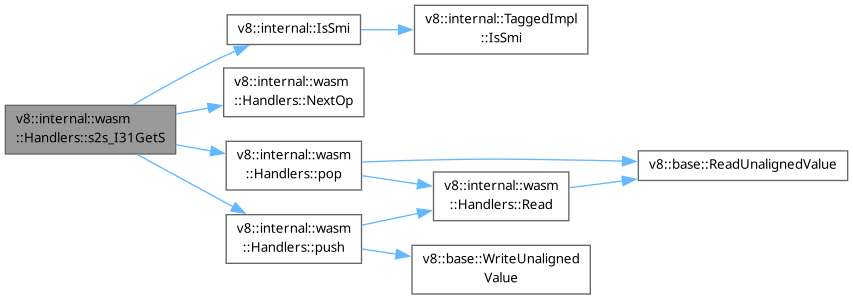 v8::internal::wasm
::Handlers::s2s_I31GetS
v8::internal::IsSmi
v8::internal::TaggedImpl
::IsSmi
v8::internal::wasm
::Handlers::NextOp
v8::internal::wasm
::Handlers::pop
v8::internal::wasm
::Handlers::push
v8::internal::wasm
::Handlers::Read
v8::base::ReadUnalignedValue
v8::base::WriteUnaligned
Value